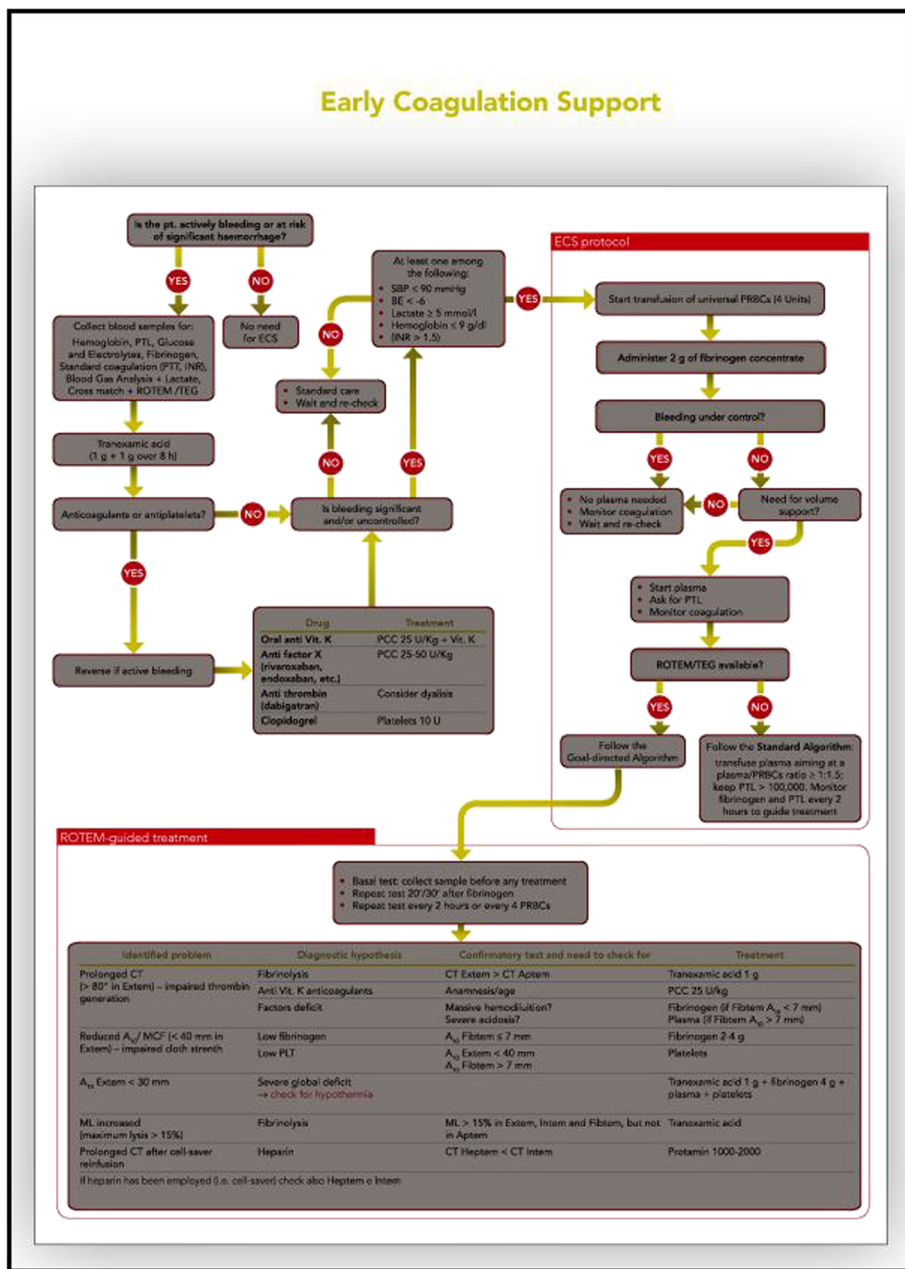 Early Coagulation Support
Is the pt. actively bleeding or at risk
of significant haemorrhage?
YES
NO
Collect blood samples for:
Hemoglobin, PTL, Glucose
and Electrolytes, Fibrinogen,
Standard coagulation (PTT, INR),
Blood Gas Analysis + Lactate,
Cross match + ROTEM /TEG
No need
for ECS
Tranexamic acid
(1 g + 1 g over 8 h)
Anticoagulants or antiplatelets?
NO
YES
Reverse if active bleeding
Drug Treatment
Oral anti Vit. K PCC 25 U/Kg + Vit. K
Anti factor X PCC 25-50 U/Kg
(rivaroxaban,
endoxaban, etc.)
Anti thrombin Consider dyalisis
(dabigatran)
Clopidogrel Platelets 10 U
Is bleeding significant
and/or uncontrolled?
NO
YES
• Standard care
• Wait and re-check
NO
At least one among
the following:
• SBP ≤ 90 mmHg
• BE < -6
• Lactate ≥ 5 mmol/l
• Hemoglobin ≤ 9 g/dl
• (INR > 1.5)
YES
ECS protocol
Start transfusion of universal PRBCs (4 Units)
Administer 2 g of fibrinogen concentrate
Bleeding under control?
YES
NO
• No plasma needed
• Monitor coagulation
• Wait and re-check
NO
Need for volume
support?
YES
• Start plasma
• Ask for PTL
• Monitor coagulation
ROTEM/TEG available?
YES
NO
Follow the
Goal-directed Algorithm
Follow the Standard Algorithm:
transfuse plasma aiming at a
plasma/PRBCs ratio ≥ 1:1.5;
keep PTL > 100,000. Monitor
fibrinogen and PTL every 2
hours to guide treatment
ROTEM-guided treatment
• Basal test: collect sample before any treatment
• Repeat test 20'/30' after fibrinogen
• Repeat test every 2 hours or every 4 PRBCs
Identified problem Diagnostic hypothesis Confirmatory text and need to check for Treatment
Prolonged CT Fibrinolysis CT Extem > CT Aptem Tranexamic acid 1 g
(> 80" in Extem) – impaired thrombin
generation
Anti Vit. K anticoagulants Anamnesis/age PCC 25 U/kg
Factors deficit Massive hemodiluition? Fibrinogen (if Fibtem A10 < 7 mm)
Severe acidosis? Plasma (if Fibtem A10 > 7 mm)
Reduced A10/ MCF (< 40 mm in Low fibrinogen A10 Fibtem ≤ 7 mm Fibrinogen 2-4 g
Extem) – impaired cloth strenth
Low PLT A10 Extem < 40 mm Platelets
A10 Fibtem > 7 mm
A10 Extem < 30 mm Severe global deficit Tranexamic acid 1 g + fibrinogen 4 g +
→ check for hypothermia plasma + platelets
ML increased Fibrinolysis ML > 15% in Extem, Intem and Fibtem, but not Tranexamic acid
(maximum lysis > 15%) in Aptem
Prolonged CT after cell-saver Heparin CT Heptem < CT Intem Protamin 1000-2000
reinfusion
If heparin has been employed (i.e. cell-saver) check also Heptem e Intem